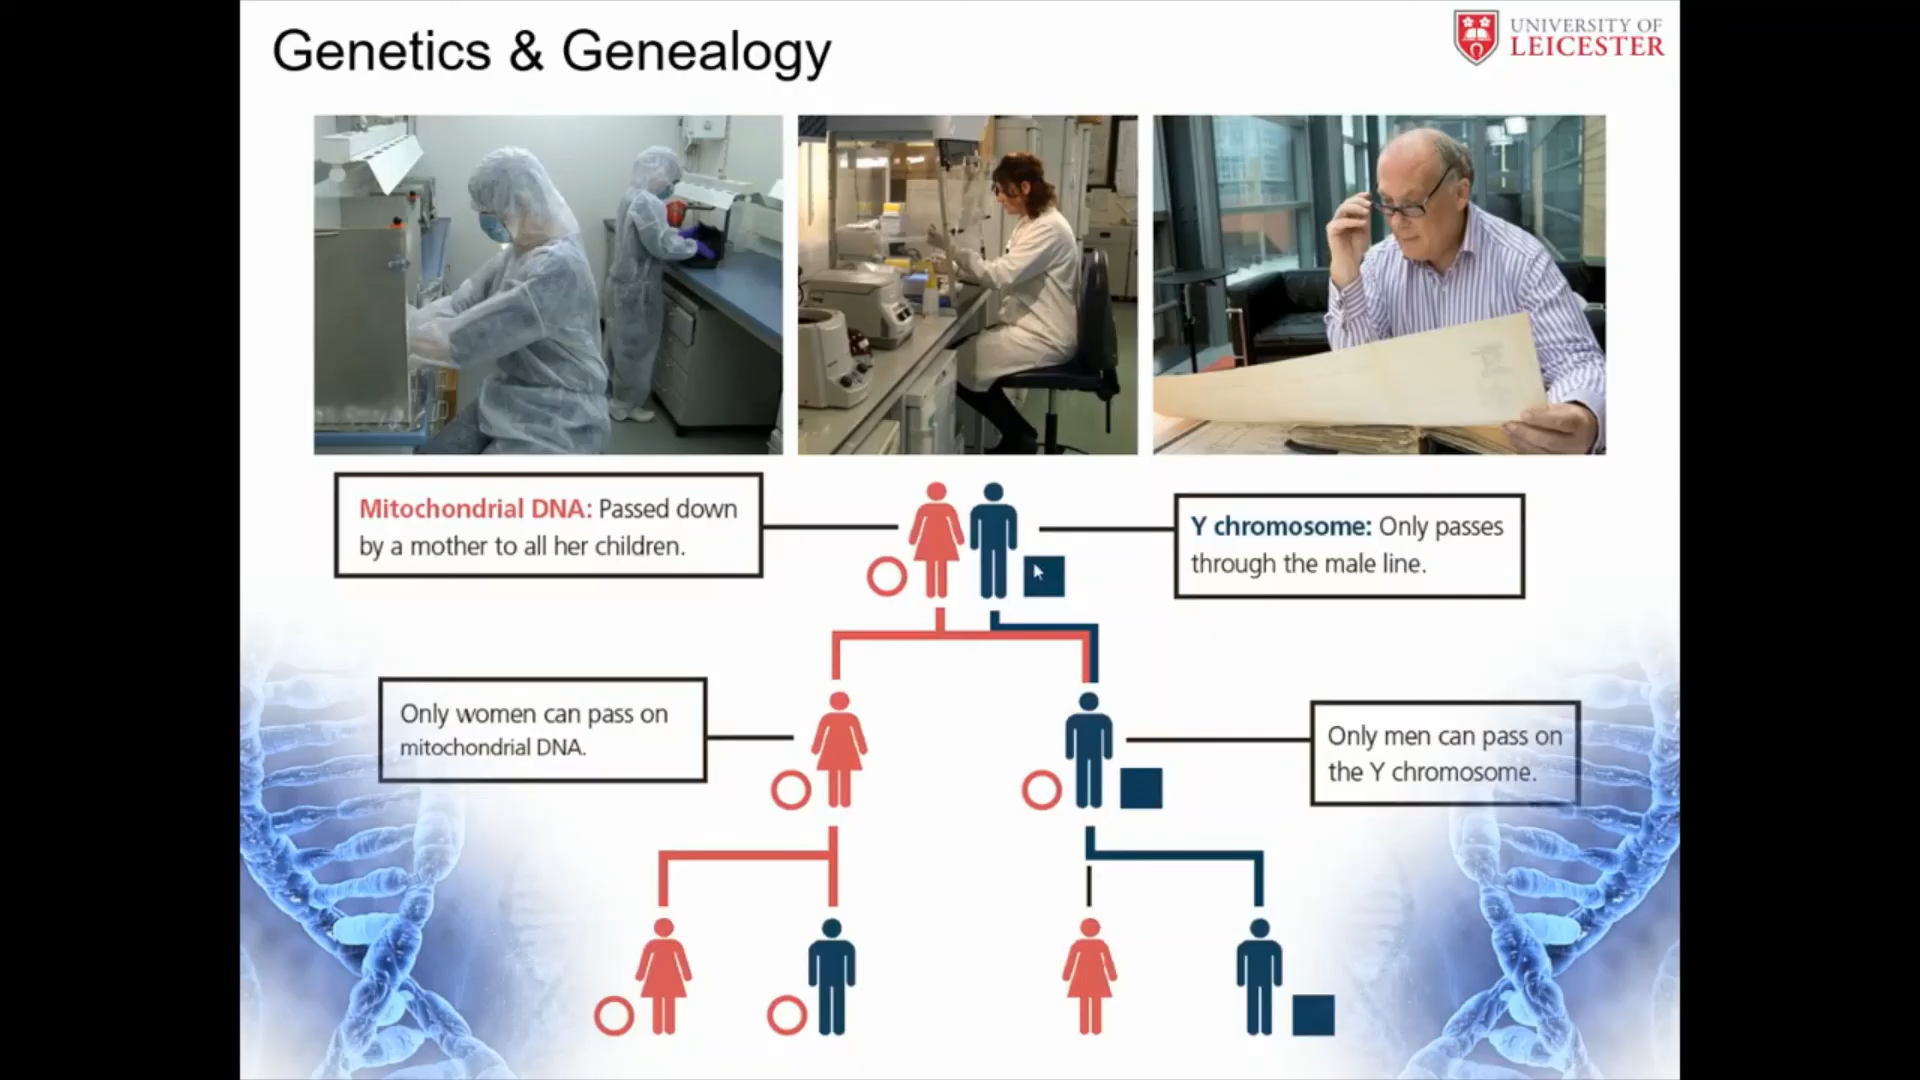 Genetics & Genealogy
UNIVERSITY OF
LEICESTER
Mitochondrial DNA: Passed down
by a mother to all her children.
Y chromosome: Only passes
through the male line.
Only women can pass on
mitochondrial DNA.
Only men can pass on
the Y chromosome.